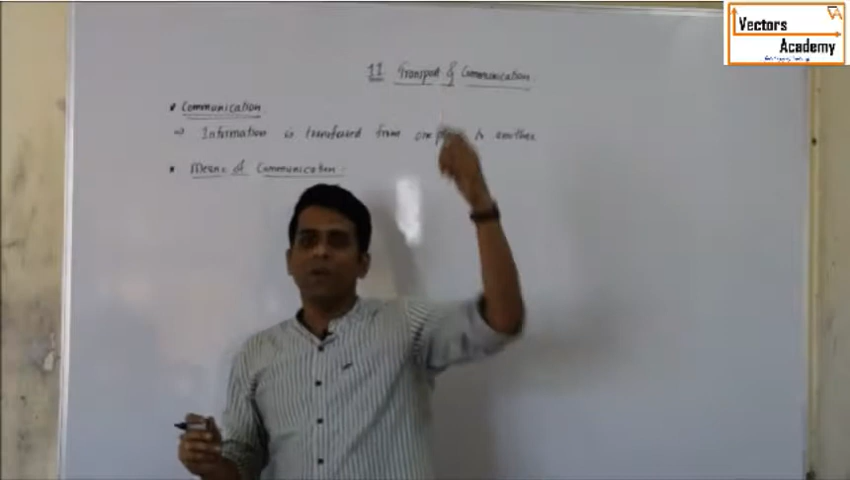 Vectors
Academy
11 Transport & Communication
* Communication
⇒ Information is transferred from one to another
* Means of Communication :